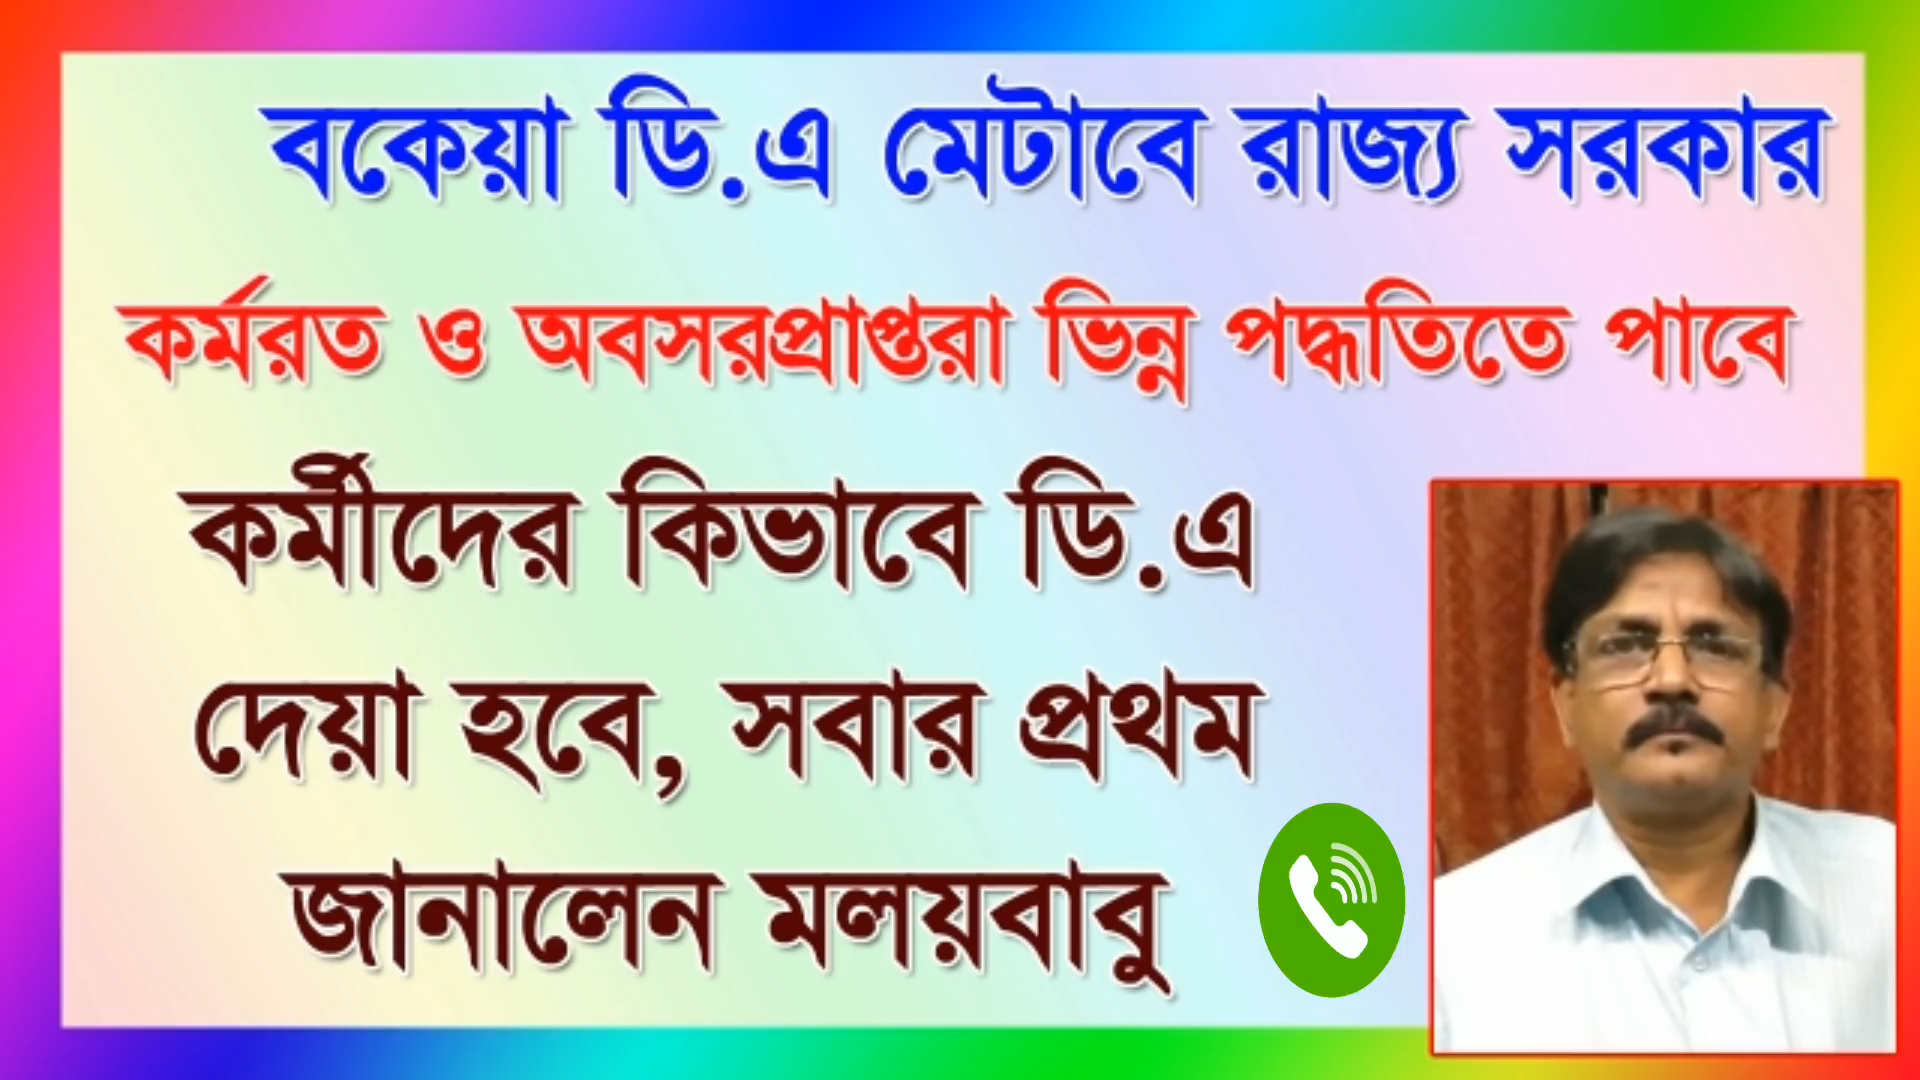 বকেয়া ডি.এ মেটাবে রাজ্য সরকার
কর্মরত ও অবসরপ্রাপ্তরা ভিন্ন পদ্ধতিতে পাবে
কর্মীদের কিভাবে ডি.এ
দেয়া হবে, সবার প্রথম
জানালেন মলয়বাবু